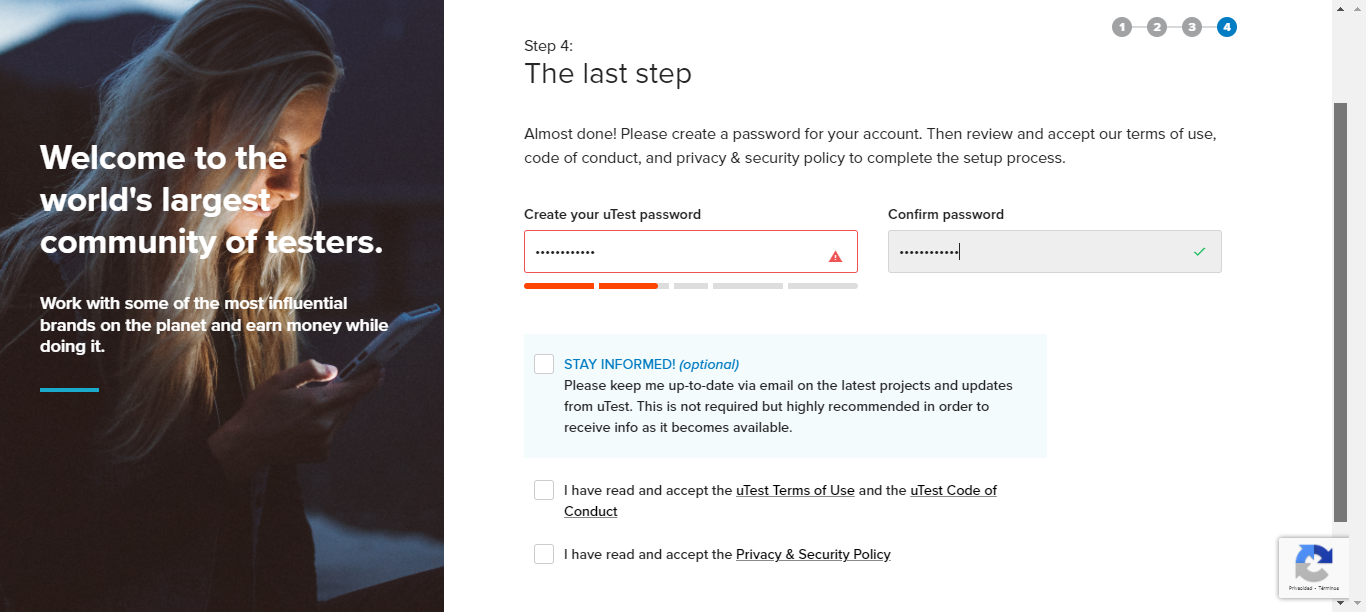 1 2 3 4
Step 4:
The last step
Welcome to the
world's largest
community of testers.
Work with some of the most influential
brands on the planet and earn money while
doing it.
Almost done! Please create a password for your account. Then review and accept our terms of use,
code of conduct, and privacy & security policy to complete the setup process.
Create your uTest password
Confirm password
••••••••••••
••••••••••••
STAY INFORMED! (optional)
Please keep me up-to-date via email on the latest projects and updates
from uTest. This is not required but highly recommended in order to
receive info as it becomes available.
I have read and accept the uTest Terms of Use and the uTest Code of
Conduct
I have read and accept the Privacy & Security Policy
Privacidad - Términos